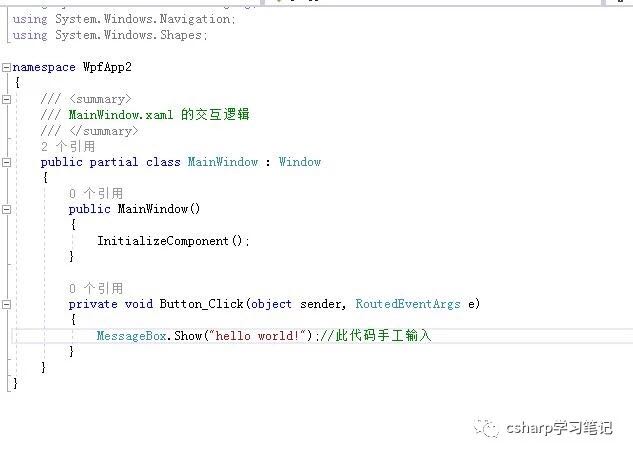 using System.Windows.Navigation;
using System.Windows.Shapes;
namespace WpfApp2
{
/// <summary>
/// MainWindow.xaml 的交互逻辑
/// </summary>
2 个引用
public partial class MainWindow : Window
{
0 个引用
public MainWindow()
{
InitializeComponent();
}
0 个引用
private void Button_Click(object sender, RoutedEventArgs e)
{
MessageBox.Show("hello world!");//此代码手工输入
}
}
}
csharp学习笔记